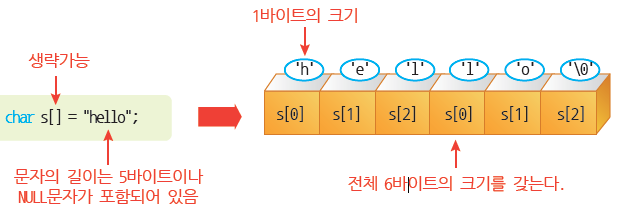 1바이트의 크기
생략가능
'h' 'e' 'l' 'l' 'o' '\0'
char s[] = "hello";
s[0] s[1] s[2] s[0] s[1] s[2]
문자의 길이는 5바이트이나
NULL문자가 포함되어 있음
전체 6바이트의 크기를 갖는다.